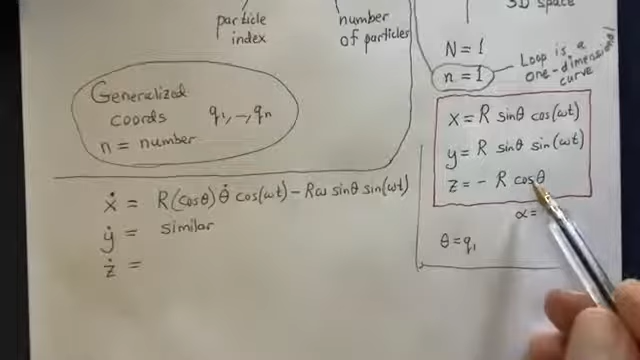 particle
index
number
of particles
3D space
N = 1
n = 1
Loop is a
one-dimensional
curve
Generalized
coords q₁, –, qₙ
n = number
x = R sinθ cos(ωt)
y = R sinθ sin(ωt)
z = - R cosθ
α =
θ = q₁
ẋ = R(cosθ)θ̇ cos(ωt) - Rω sinθ sin(ωt)
ẏ = similar
ż =